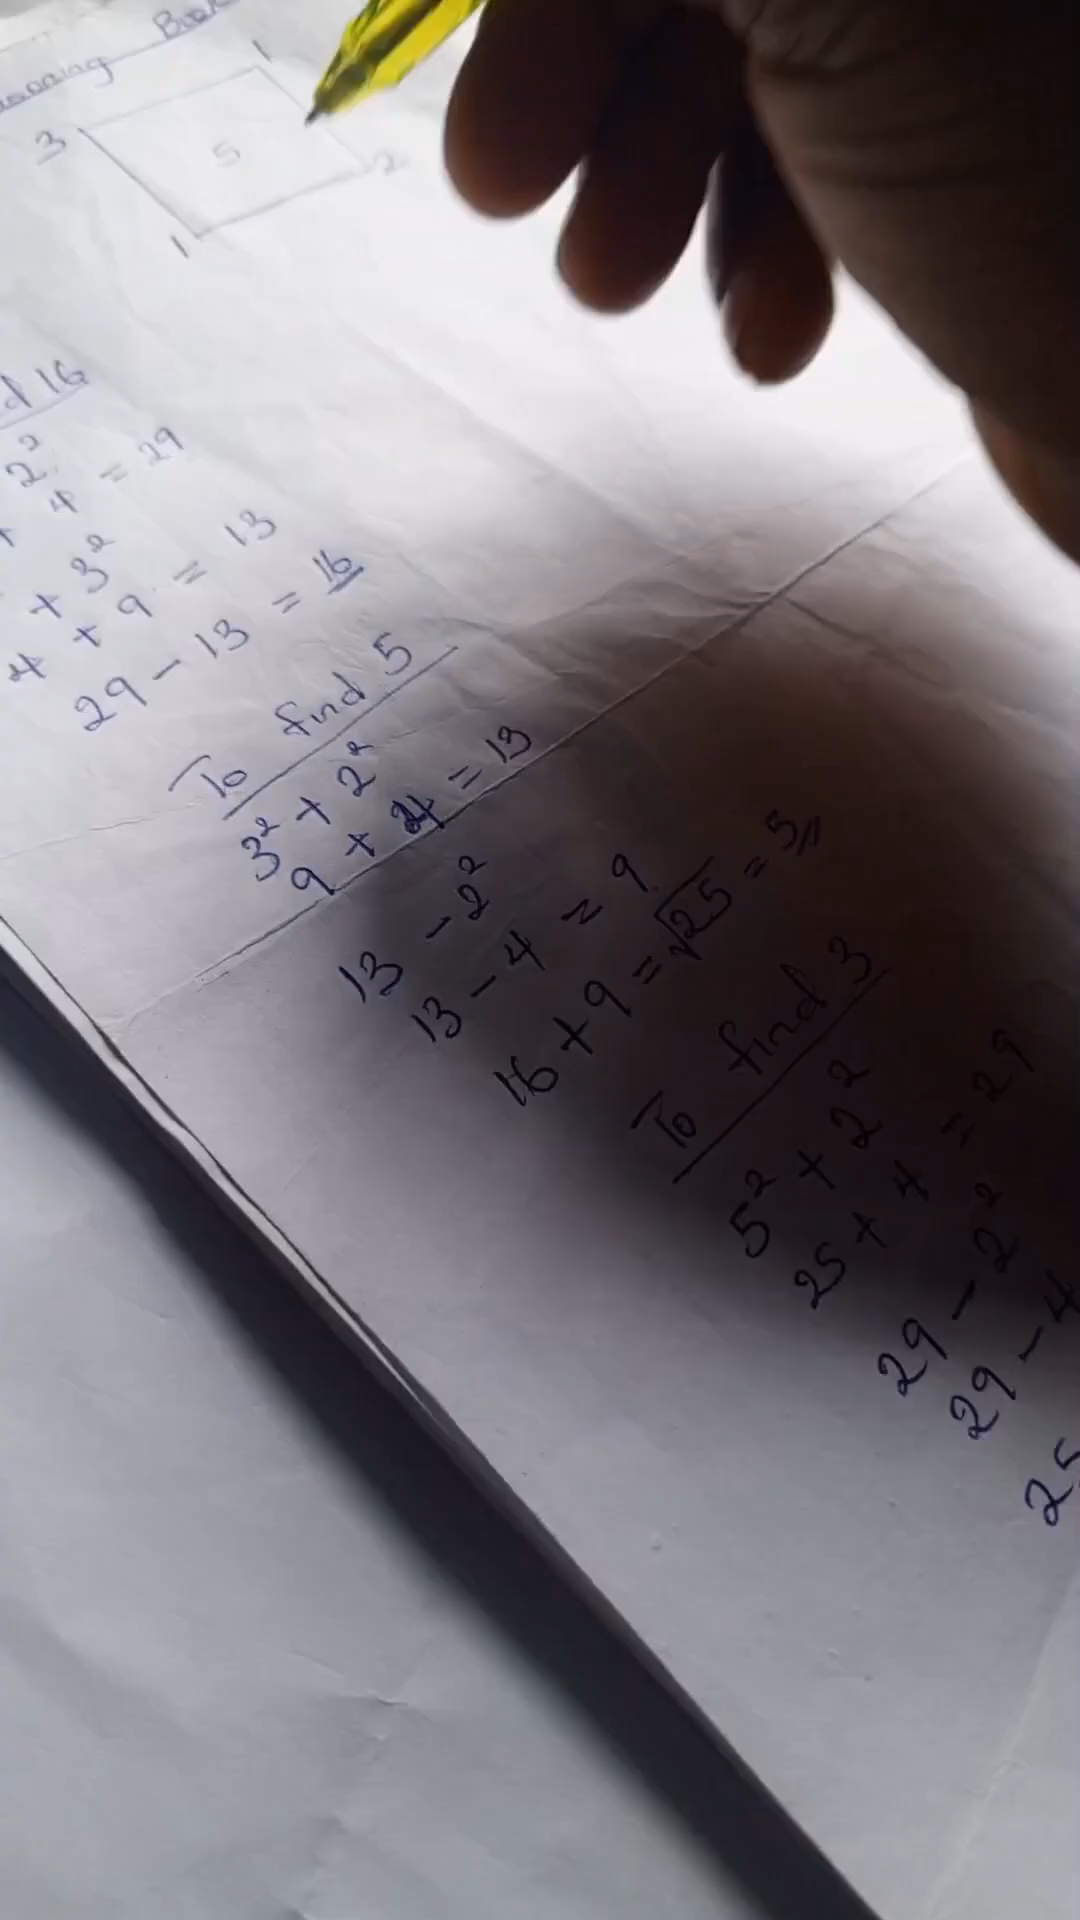 Book
1
3
5
2
1
16
2²
+ 4 = 29
+ 3²
4 + 9 = 13
29 - 13 = 16
To find 5
3² + 2²
9 + 4 = 13
13 - 2²
13 - 4 = 9
16 + 9 = √25 = 5
To find 3
5² + 2²
25 + 4 = 29
29 - 2²
29 - 4